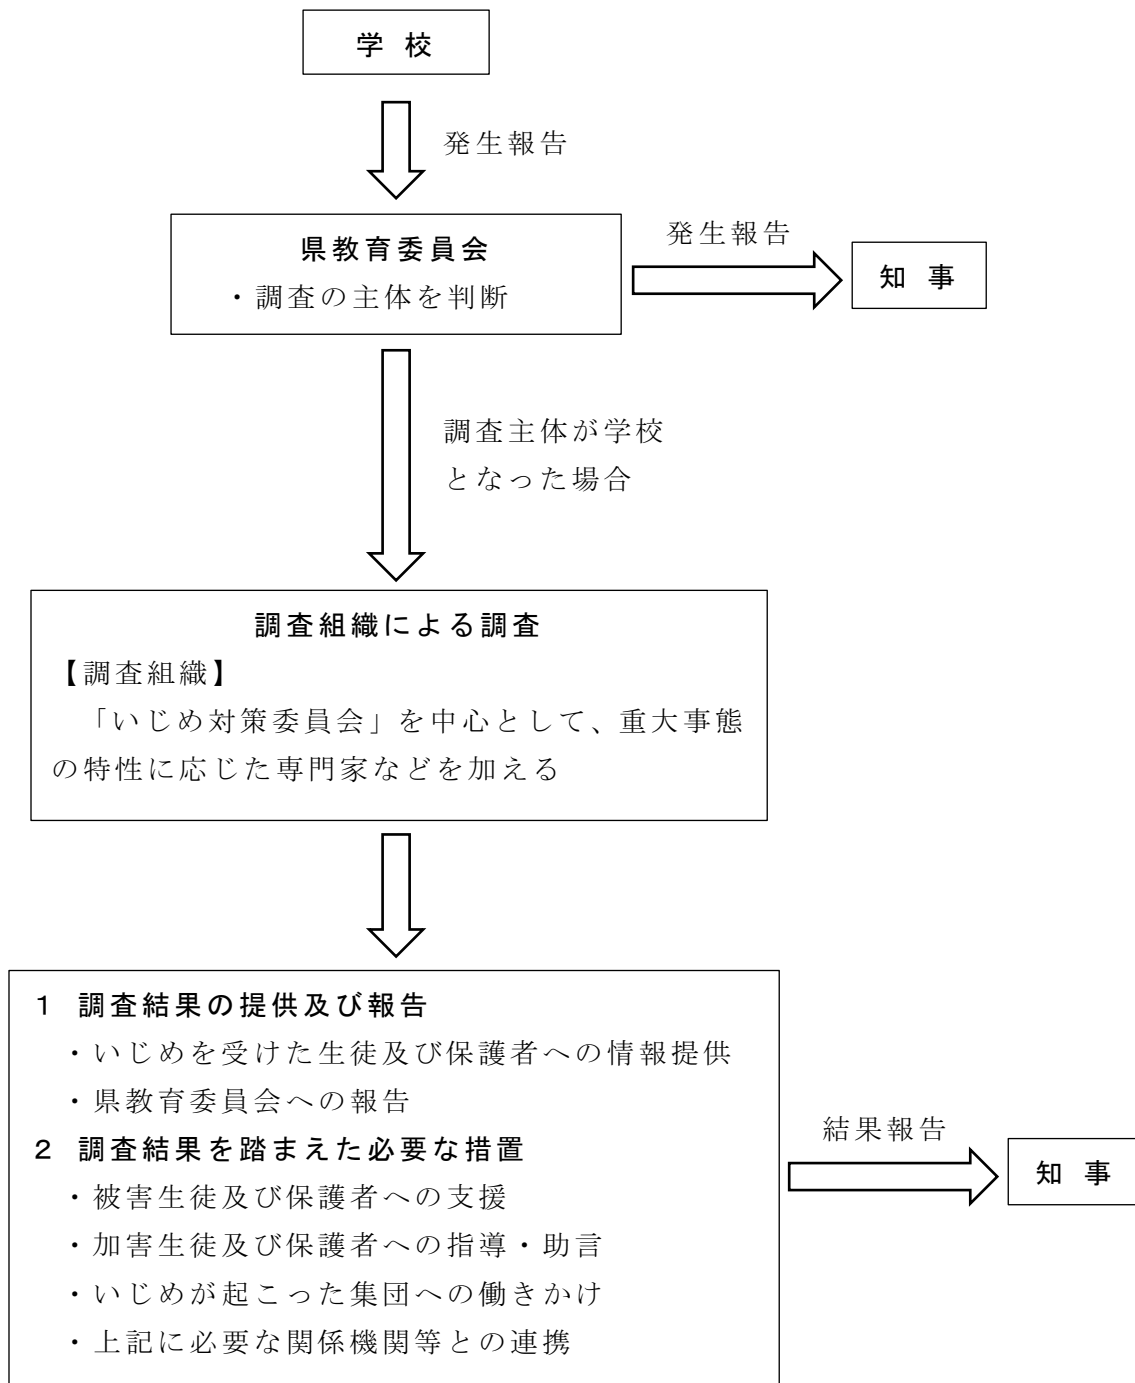 学 校
発生報告
県教育委員会
・調査の主体を判断
発生報告
知 事
調査主体が学校
となった場合
調査組織による調査
【調査組織】
「いじめ対策委員会」を中心として、重大事態
の特性に応じた専門家などを加える
1 調査結果の提供及び報告
・いじめを受けた生徒及び保護者への情報提供
・県教育委員会への報告
2 調査結果を踏まえた必要な措置
・被害生徒及び保護者への支援
・加害生徒及び保護者への指導・助言
・いじめが起こった集団への働きかけ
・上記に必要な関係機関等との連携
結果報告
知 事